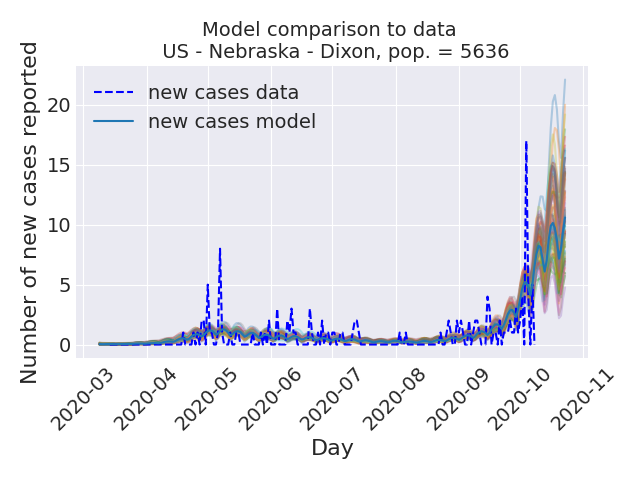 Model comparison to data
US - Nebraska - Dixon, pop. = 5636
Number of new cases reported
new cases data
new cases model
20
15
10
5
0
2020-03
2020-04
2020-05
2020-06
2020-07
2020-08
2020-09
2020-10
2020-11
Day